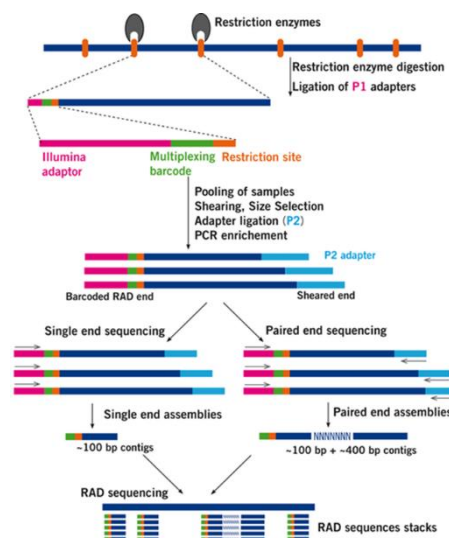 Restriction enzymes
Restriction enzyme digestion
Ligation of P1 adapters
Illumina
adaptor
Multiplexing
barcode
Restriction site
Pooling of samples
Shearing, Size Selection
Adapter ligation (P2)
PCR enrichement
P2 adapter
Barcoded RAD end
Sheared end
Single end sequencing
Paired end sequencing
Single end assemblies
Paired end assemblies
NNNNNNN
~100 bp contigs
~100 bp + ~400 bp contigs
RAD sequencing
RAD sequences stacks